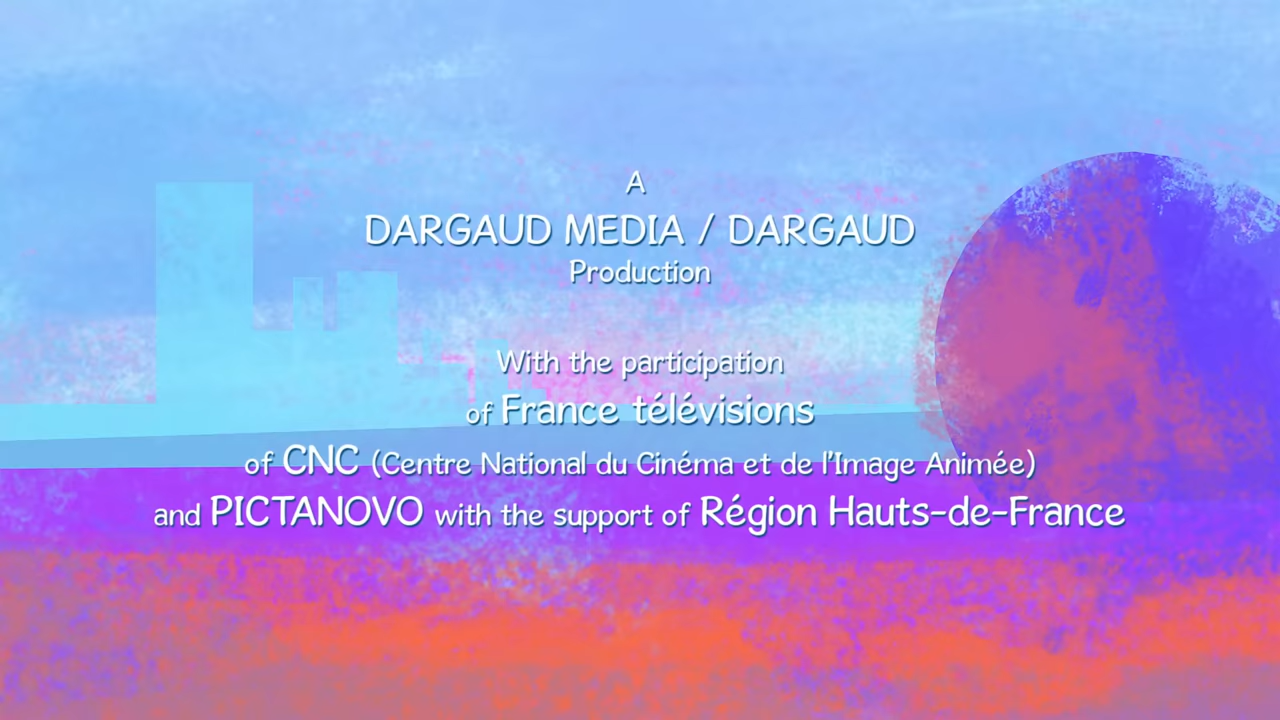 A
DARGAUD MEDIA / DARGAUD
Production
With the participation
of France télévisions
of CNC (Centre National du Cinéma et de l'Image Animée)
and PICTANOVO with the support of Région Hauts-de-France